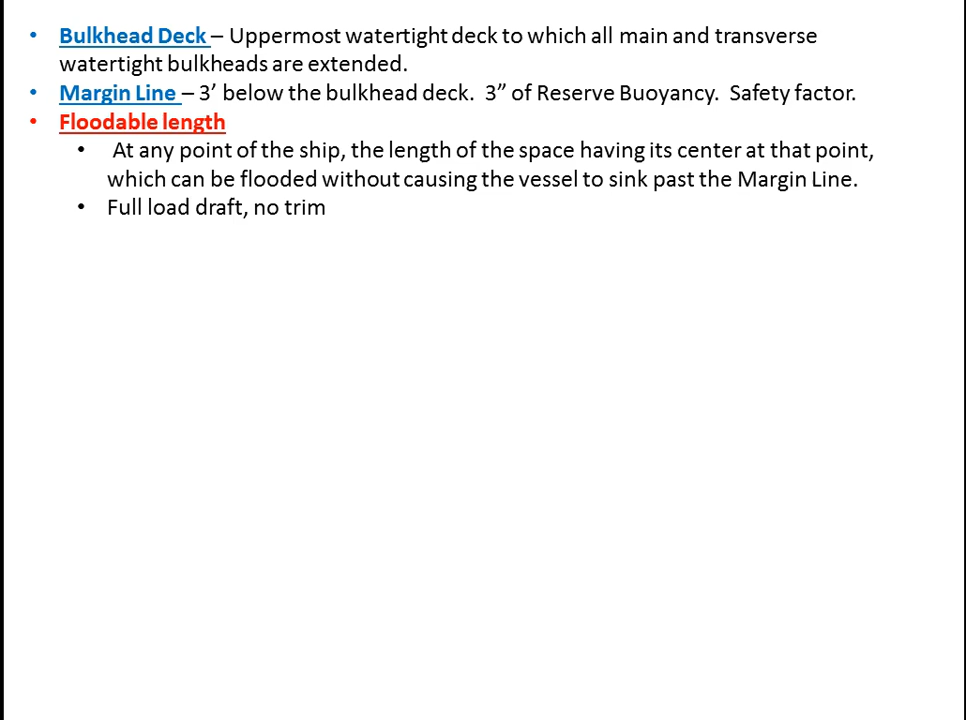 • Bulkhead Deck – Uppermost watertight deck to which all main and transverse
watertight bulkheads are extended.
• Margin Line – 3’ below the bulkhead deck.  3” of Reserve Buoyancy.  Safety factor.
• Floodable length
• At any point of the ship, the length of the space having its center at that point,
which can be flooded without causing the vessel to sink past the Margin Line.
• Full load draft, no trim